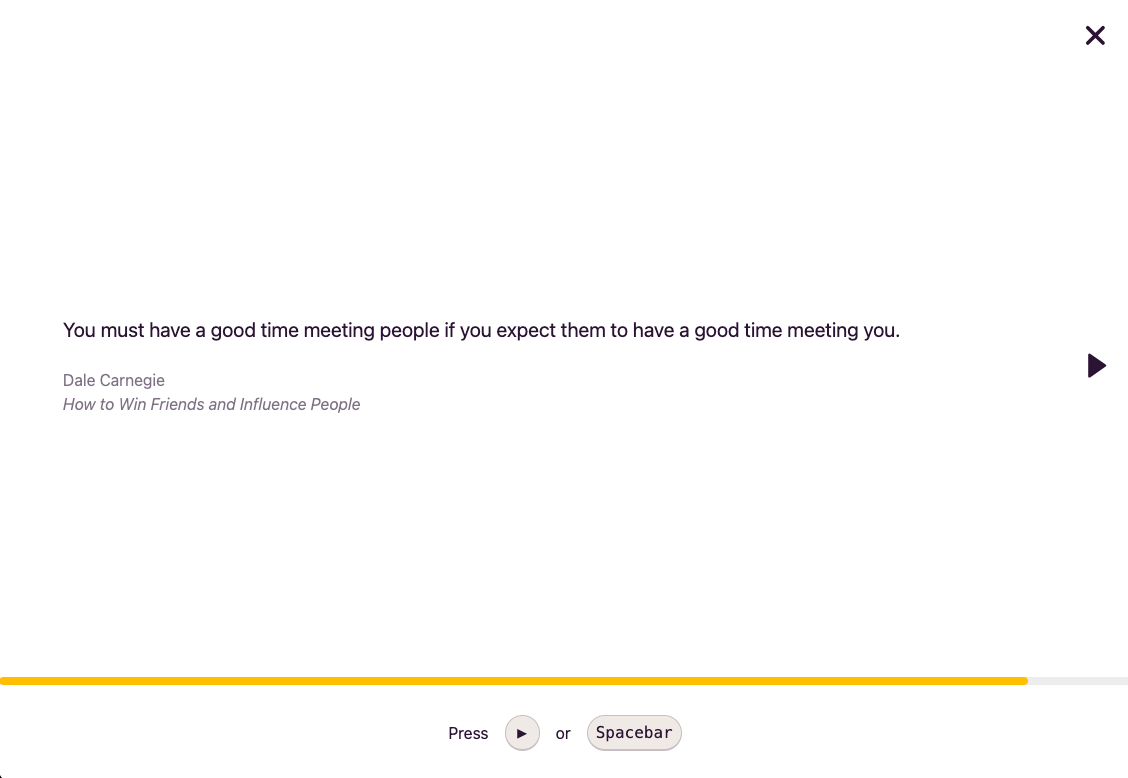 You must have a good time meeting people if you expect them to have a good time meeting you.
Dale Carnegie
How to Win Friends and Influence People
Press ► or Spacebar